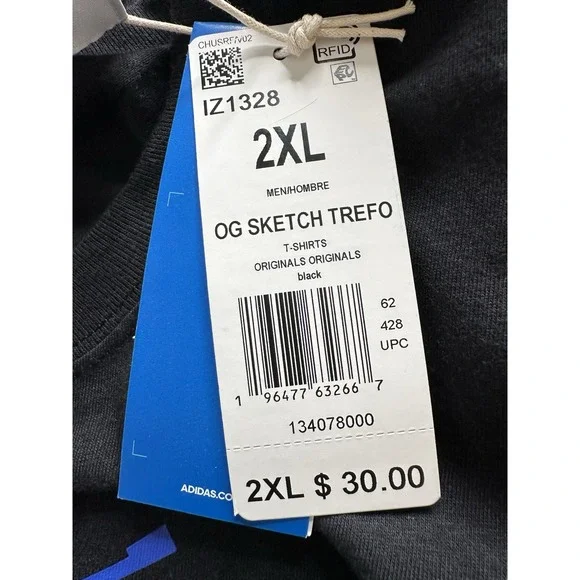 CHUSREV02
RFID
IZ1328
2XL
MEN/HOMBRE
OG SKETCH TREFO
T-SHIRTS
ORIGINALS ORIGINALS
black
62
428
UPC
1 96477 63266 7
134078000
2XL $ 30.00
ADIDAS.CO